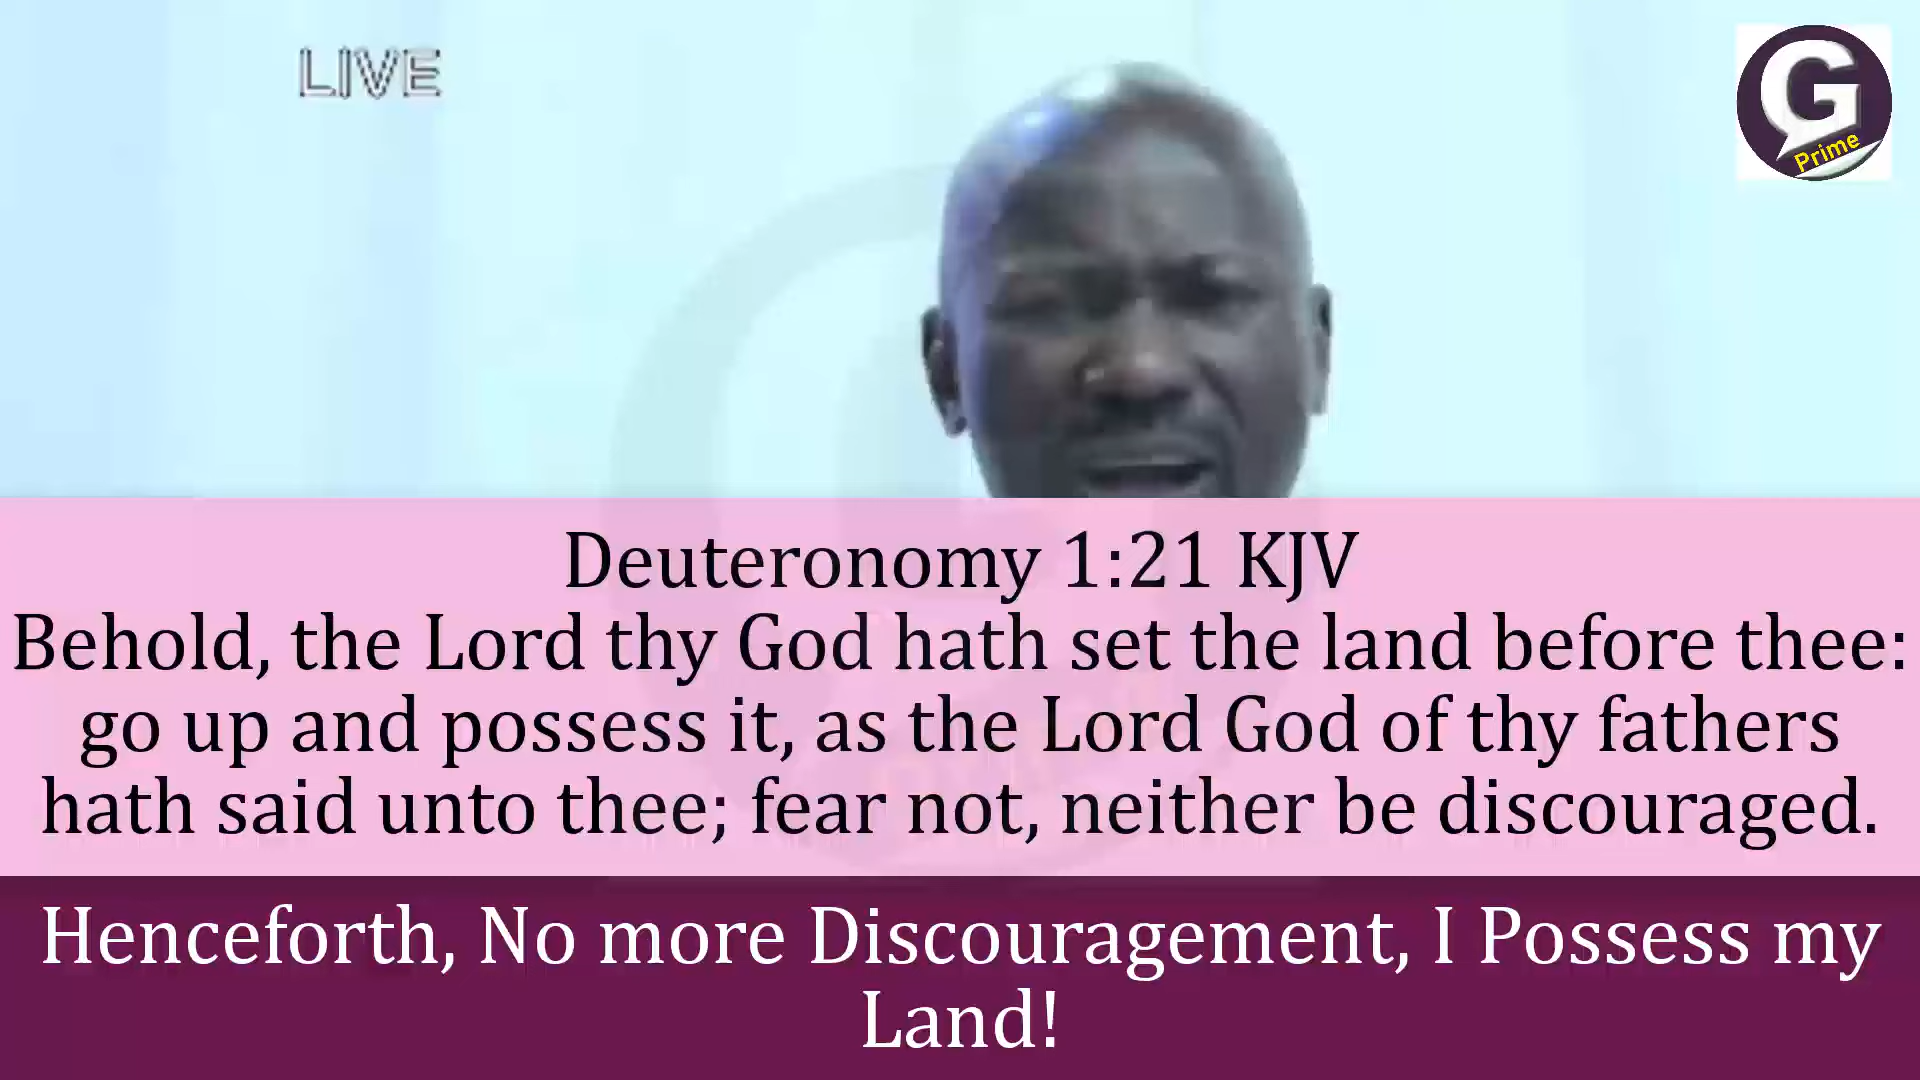 LIVE
G
Prime
Deuteronomy 1:21 KJV
Behold, the Lord thy God hath set the land before thee:
go up and possess it, as the Lord God of thy fathers
hath said unto thee; fear not, neither be discouraged.
Henceforth, No more Discouragement, I Possess my
Land!